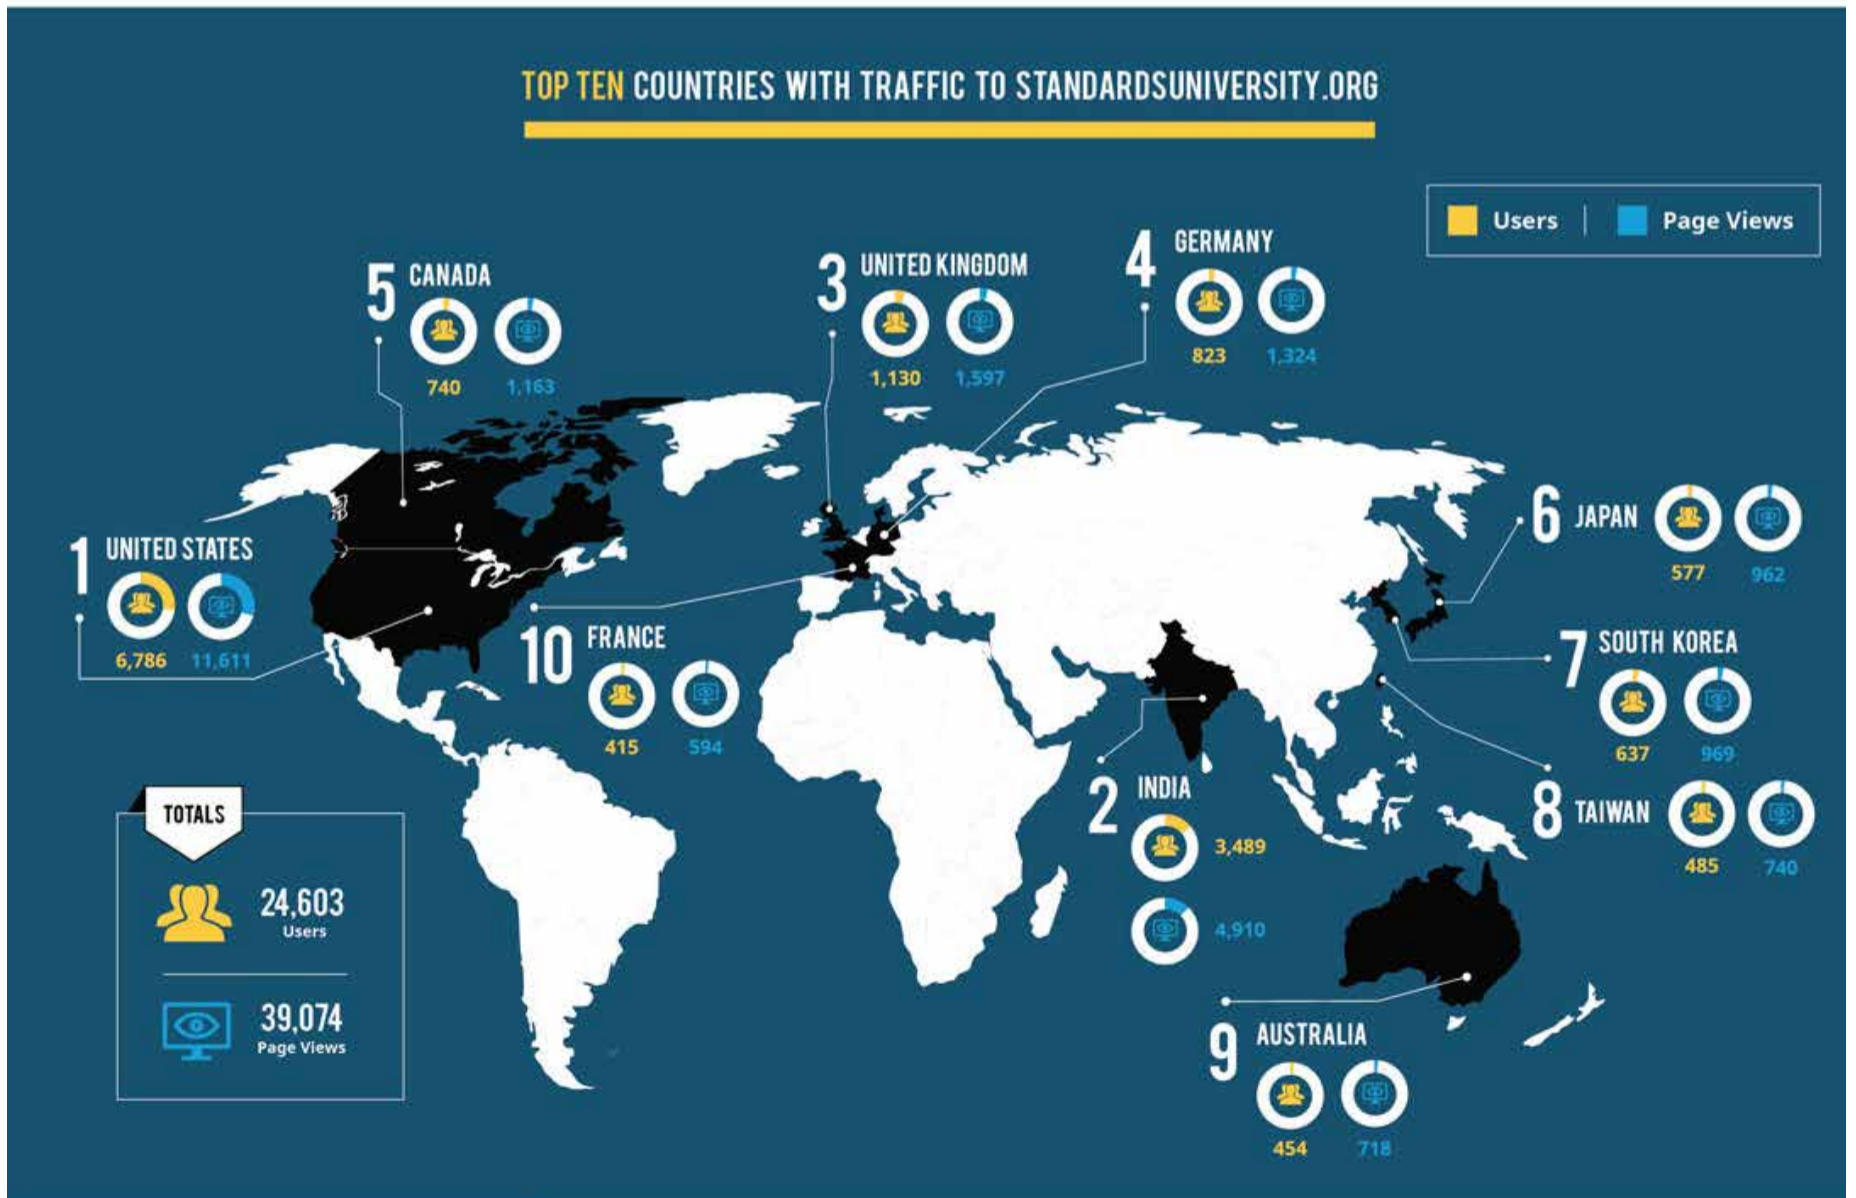 TOP TEN COUNTRIES WITH TRAFFIC TO STANDARDSUNIVERSITY.ORG
Users | Page Views
5 CANADA
740 1,163
3 UNITED KINGDOM
1,130 1,597
4 GERMANY
823 1,324
1 UNITED STATES
6,786 11,611
10 FRANCE
415 594
6 JAPAN
577 962
7 SOUTH KOREA
637 969
2 INDIA
3,489
4,910
8 TAIWAN
485 740
9 AUSTRALIA
454 718
TOTALS
24,603
Users
39,074
Page Views